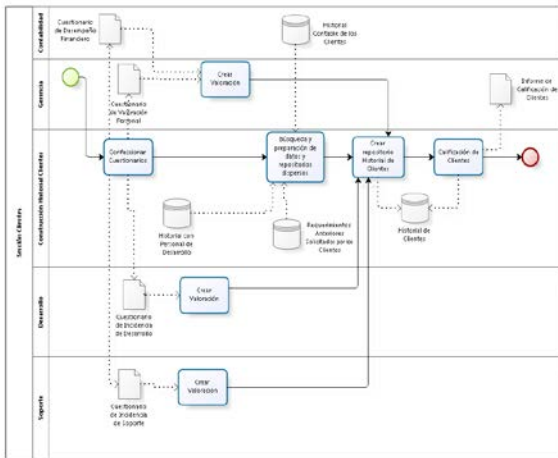 Sección Clientes
Contabilidad
Cuestionario
de Desempeño
Financiero
Historial
Contable de los
Clientes
Gerencia
Crear
Valoración
Cuestionario
de Valoración
Personal
Informe de
Calificación de
Clientes
Construcción Historial Clientes
Confeccionar
Cuestionarios
Búsqueda y
preparación de
datos y
repositorios
dispersos
Crear
repositorio
Historial de
Clientes
Calificación de
Clientes
Historial con
Personal de
Desarrollo
Requerimientos
Anteriores
Solicitados por los
Clientes
Historial de
Clientes
Desarrollo
Crear
Valoración
Cuestionario
de Incidencia
de Desarrollo
Soporte
Crear
Valoración
Cuestionario
de Incidencia
de Soporte